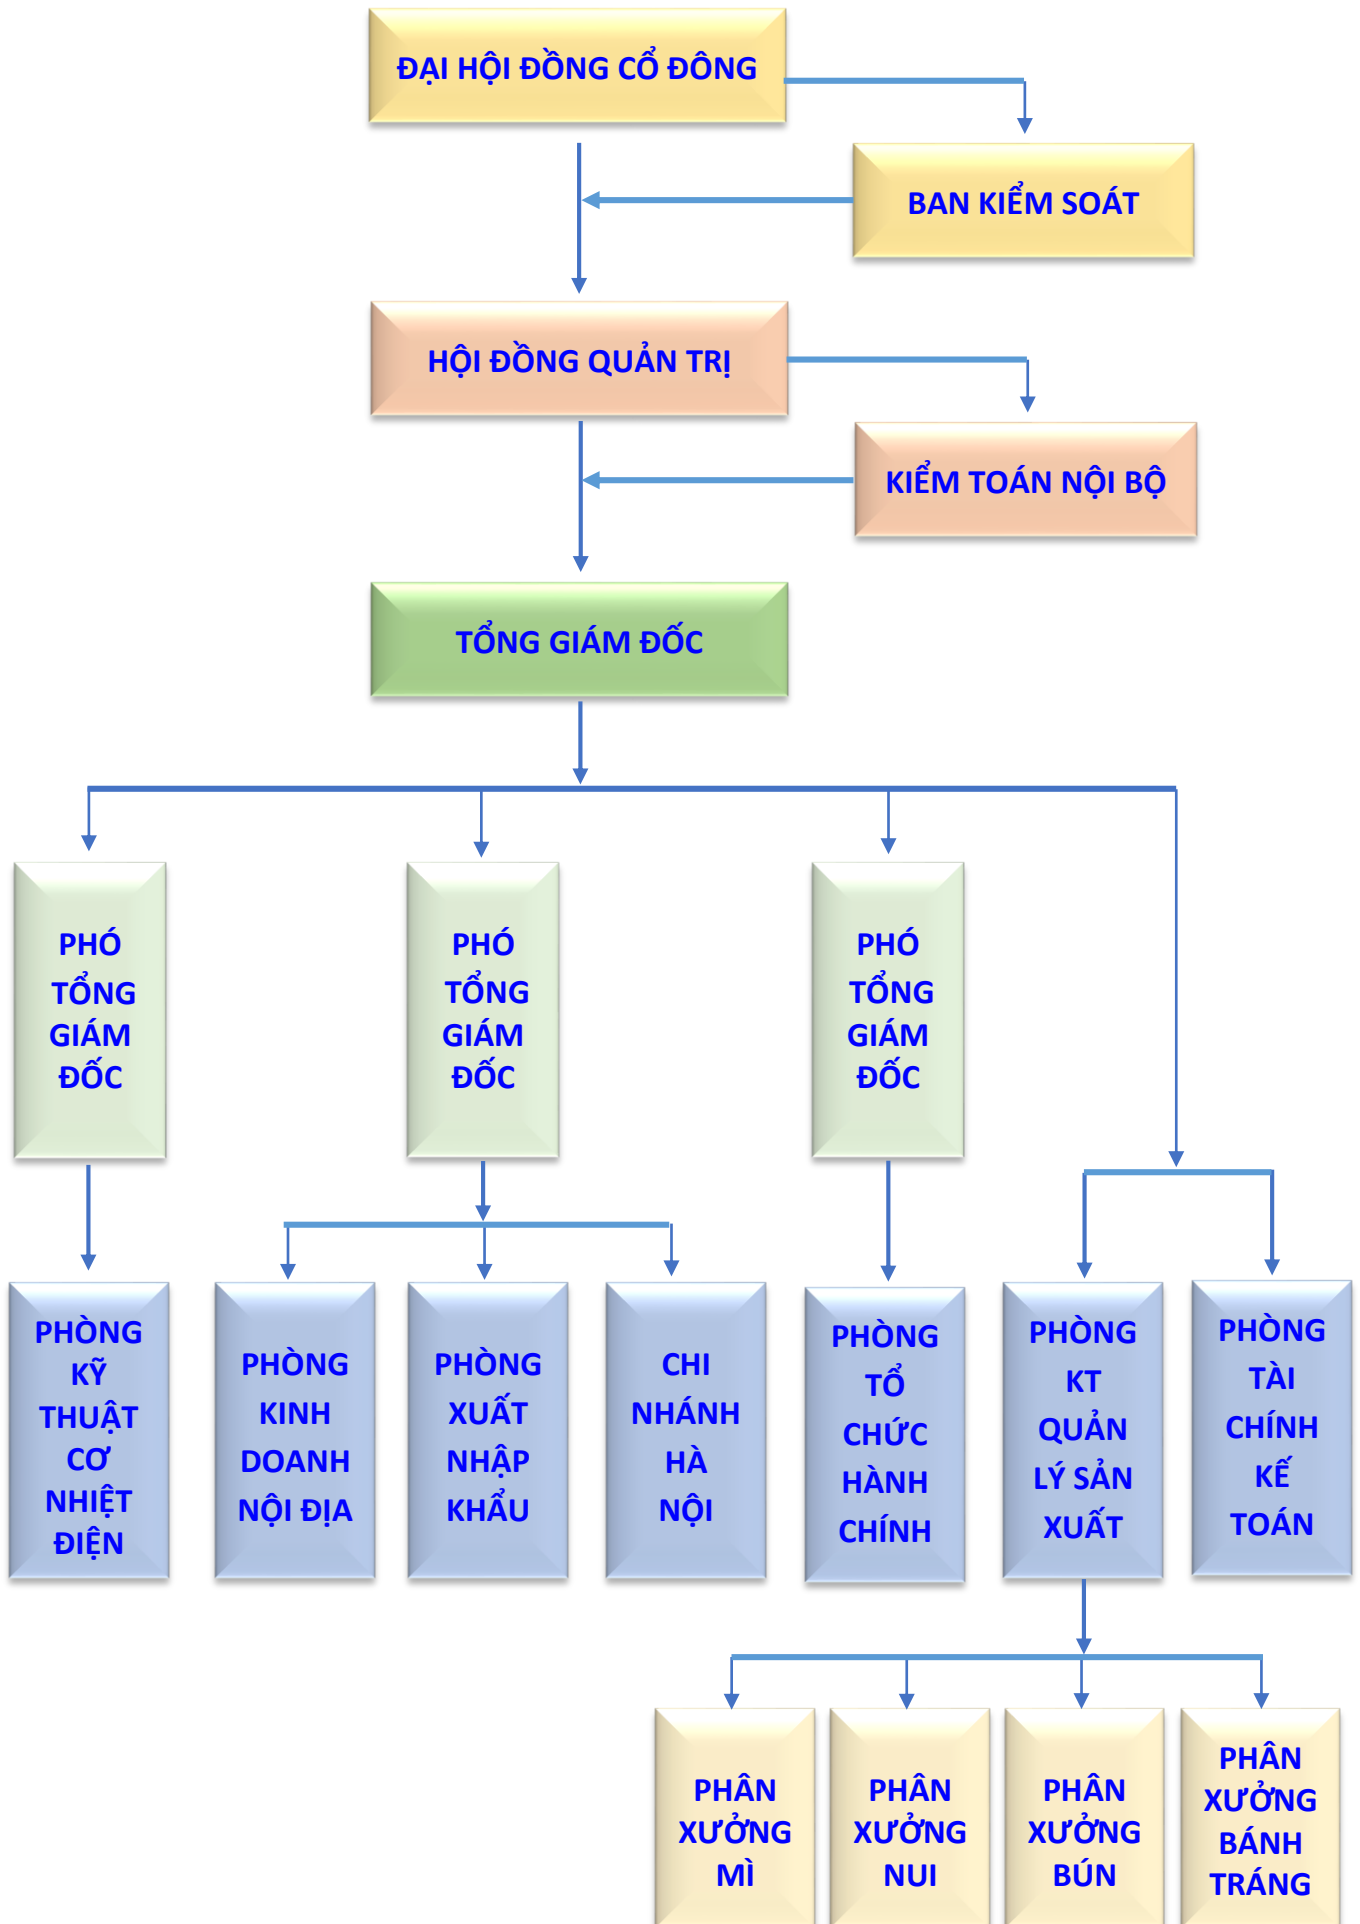 ĐẠI HỘI ĐỒNG CỔ ĐÔNG
BAN KIỂM SOÁT
HỘI ĐỒNG QUẢN TRỊ
KIỂM TOÁN NỘI BỘ
TỔNG GIÁM ĐỐC
PHÓ
TỔNG
GIÁM
ĐỐC
PHÓ
TỔNG
GIÁM
ĐỐC
PHÓ
TỔNG
GIÁM
ĐỐC
PHÒNG
KỸ
THUẬT
CƠ
NHIỆT
ĐIỆN
PHÒNG
KINH
DOANH
NỘI ĐỊA
PHÒNG
XUẤT
NHẬP
KHẨU
CHI
NHÁNH
HÀ
NỘI
PHÒNG
TỔ
CHỨC
HÀNH
CHÍNH
PHÒNG
KT
QUẢN
LÝ SẢN
XUẤT
PHÒNG
TÀI
CHÍNH
KẾ
TOÁN
PHÂN
XƯỞNG
MÌ
PHÂN
XƯỞNG
NUI
PHÂN
XƯỞNG
BÚN
PHÂN
XƯỞNG
BÁNH
TRÁNG